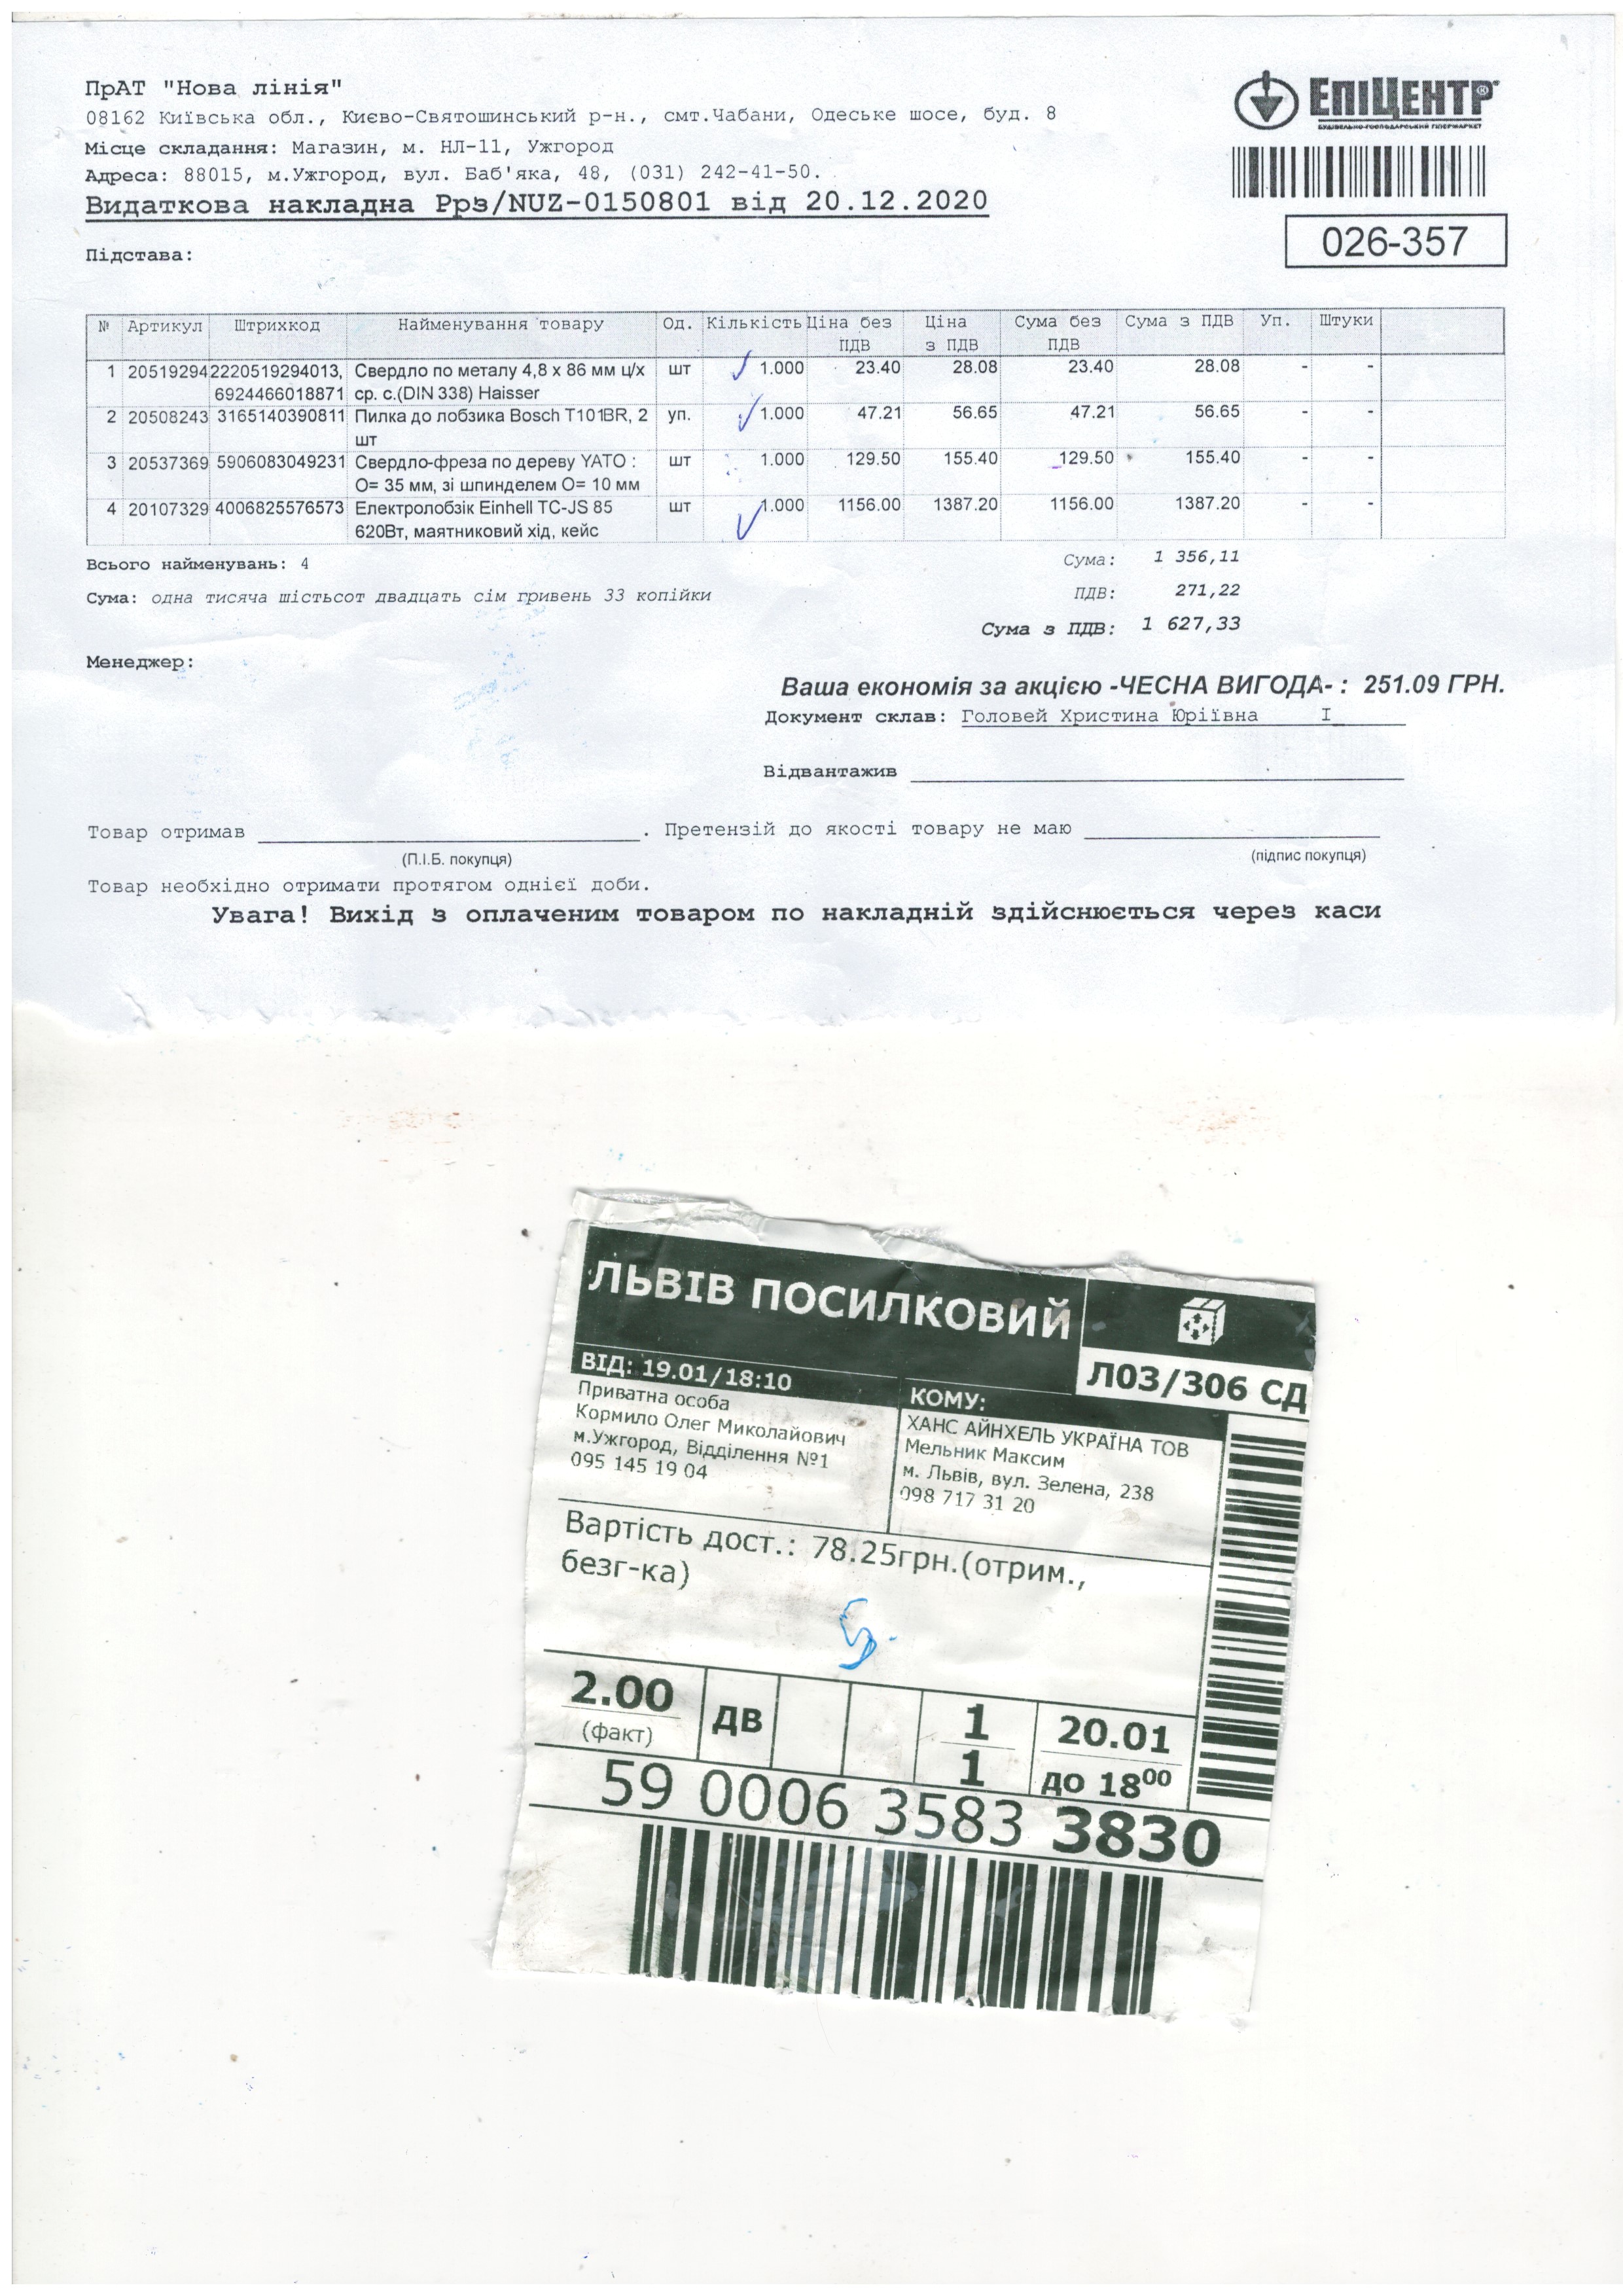 ПрАТ "Нова лінія"
08162 Київська обл., Києво-Святошинський р-н., смт.Чабани, Одеське шосе, буд. 8
Місце складання: Магазин, м. НЛ-11, Ужгород
Адреса: 88015, м.Ужгород, вул. Баб'яка, 48, (031) 242-41-50.
Видаткова накладна Ррз/NUZ-0150801 від 20.12.2020
ЕПІЦЕНТР®
БУДІВЕЛЬНО-ГОСПОДАРСЬКИЙ ГІПЕРМАРКЕТ
026-357
Підстава:
№ Артикул Штрихкод Найменування товару Од. Кількість Ціна без ПДВ Ціна з ПДВ Сума без ПДВ Сума з ПДВ Уп. Штуки
1 20519294 2220519294013, Свердло по металу 4,8 x 86 мм ц/х шт 1.000 23.40 28.08 23.40 28.08 - -
6924466018871 ср. с.(DIN 338) Haisser
2 20508243 3165140390811 Пилка до лобзика Bosch T101BR, 2 уп. 1.000 47.21 56.65 47.21 56.65 - -
шт
3 20537369 5906083049231 Свердло-фреза по дереву YATO : шт 1.000 129.50 155.40 129.50 155.40 - -
O= 35 мм, зі шпинделем O= 10 мм
4 20107329 4006825576573 Електролобзік Einhell TC-JS 85 шт 1.000 1156.00 1387.20 1156.00 1387.20 - -
620Вт, маятниковий хід, кейс
Всього найменувань: 4
Сума: 1 356,11
Сума: одна тисяча шістьсот двадцать сім гривень 33 копійки
ПДВ: 271,22
Сума з ПДВ: 1 627,33
Менеджер:
Ваша економія за акцією -ЧЕСНА ВИГОДА- : 251.09 ГРН.
Документ склав: Головей Христина Юріївна I
Відвантажив
Товар отримав . Претензій до якості товару не маю
(П.І.Б. покупця) (підпис покупця)
Товар необхідно отримати протягом однієї доби.
Увага! Вихід з оплаченим товаром по накладній здійснюється через каси
ЛЬВІВ ПОСИЛКОВИЙ
Л03/306 СД
ВІД: 19.01/18:10
Приватна особа
Кормило Олег Миколайович
м.Ужгород, Відділення №1
095 145 19 04
КОМУ:
ХАНС АЙНХЕЛЬ УКРАЇНА ТОВ
Мельник Максим
м. Львів, вул. Зелена, 238
098 717 31 20
Вартість дост.: 78.25грн.(отрим.,
безг-ка)
2.00
(факт)
ДВ
1
1
20.01
до 18⁰⁰
59 0006 3583 3830